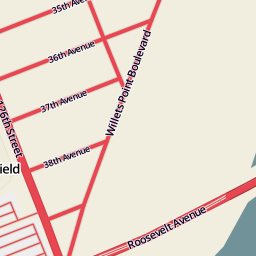 35th Avenue
36th Avenue
37th Avenue
Willets Point Boulevard
126th Street
38th Avenue
ield
Roosevelt Avenue